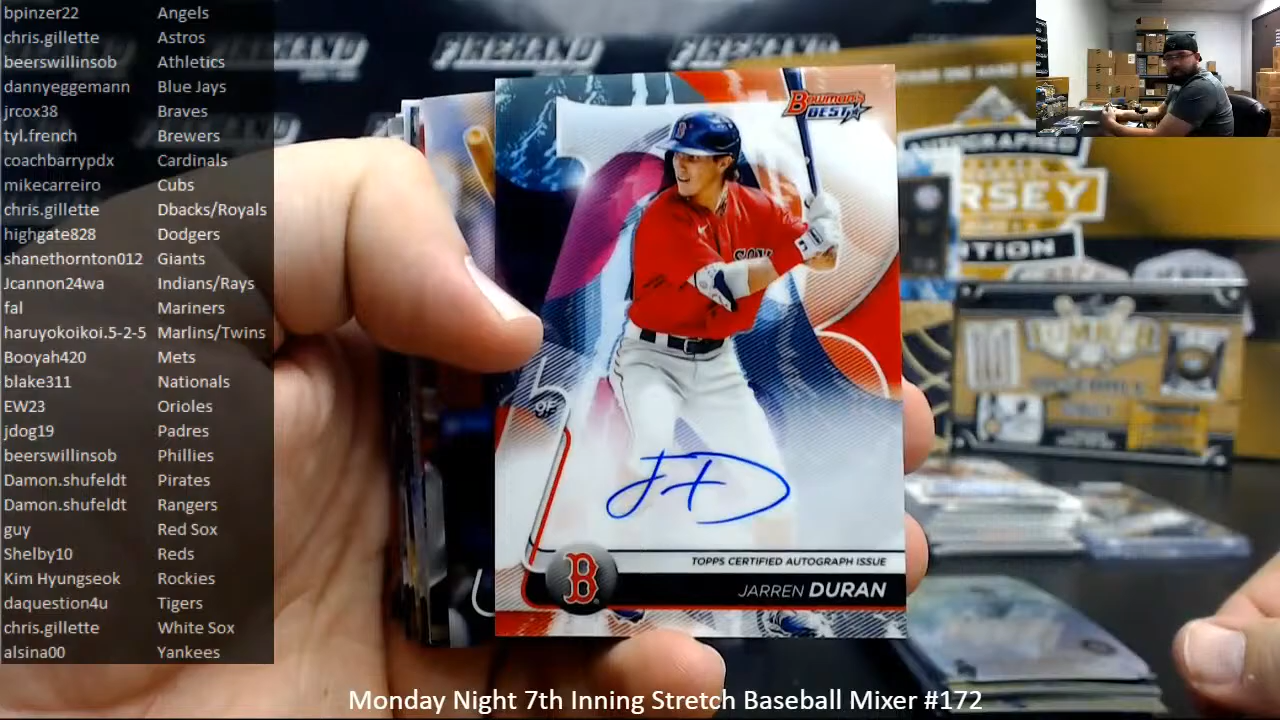 bpinzer22 Angels
chris.gillette Astros
beerswillinsob Athletics
dannyeggemann Blue Jays
jrcox38 Braves
tyl.french Brewers
coachbarrypdx Cardinals
mikecarreiro Cubs
chris.gillette Dbacks/Royals
highgate828 Dodgers
shanethornton012 Giants
Jcannon24wa Indians/Rays
fal Mariners
haruyokoikoi.5-2-5 Marlins/Twins
Booyah420 Mets
blake311 Nationals
EW23 Orioles
jdog19 Padres
beerswillinsob Phillies
Damon.shufeldt Pirates
Damon.shufeldt Rangers
guy Red Sox
Shelby10 Reds
Kim Hyungseok Rockies
daquestion4u Tigers
chris.gillette White Sox
alsina00 Yankees
FIREHAND
FIREHAND
BOWMAN'S
BEST
AUTOGRAPHED
OF
B
TOPPS CERTIFIED AUTOGRAPH ISSUE
JARREN DURAN
Monday Night 7th Inning Stretch Baseball Mixer #172